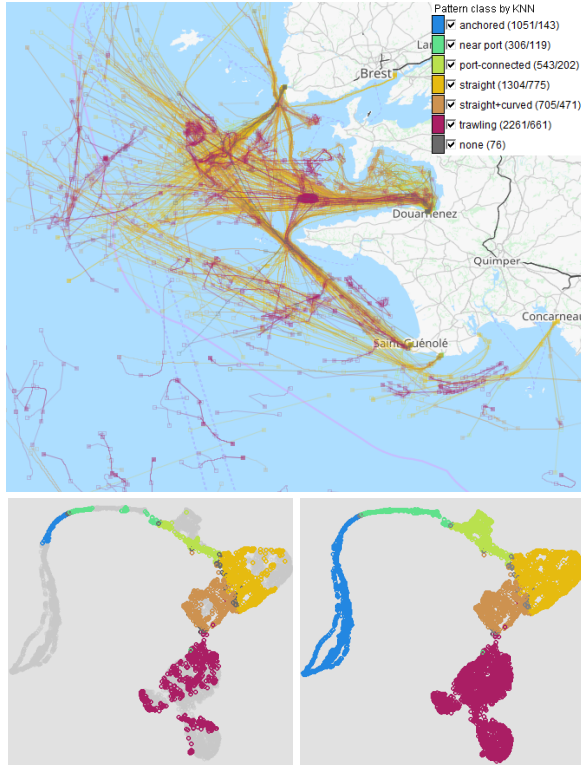 Pattern class by KNN
anchored (1051/143)
near port (306/119)
port-connected (543/202)
straight (1304/775)
straight+curved (705/471)
trawling (2261/661)
none (76)
La
Brest
Douarnenez
Quimper
Concarneau
Saint-Guénolé